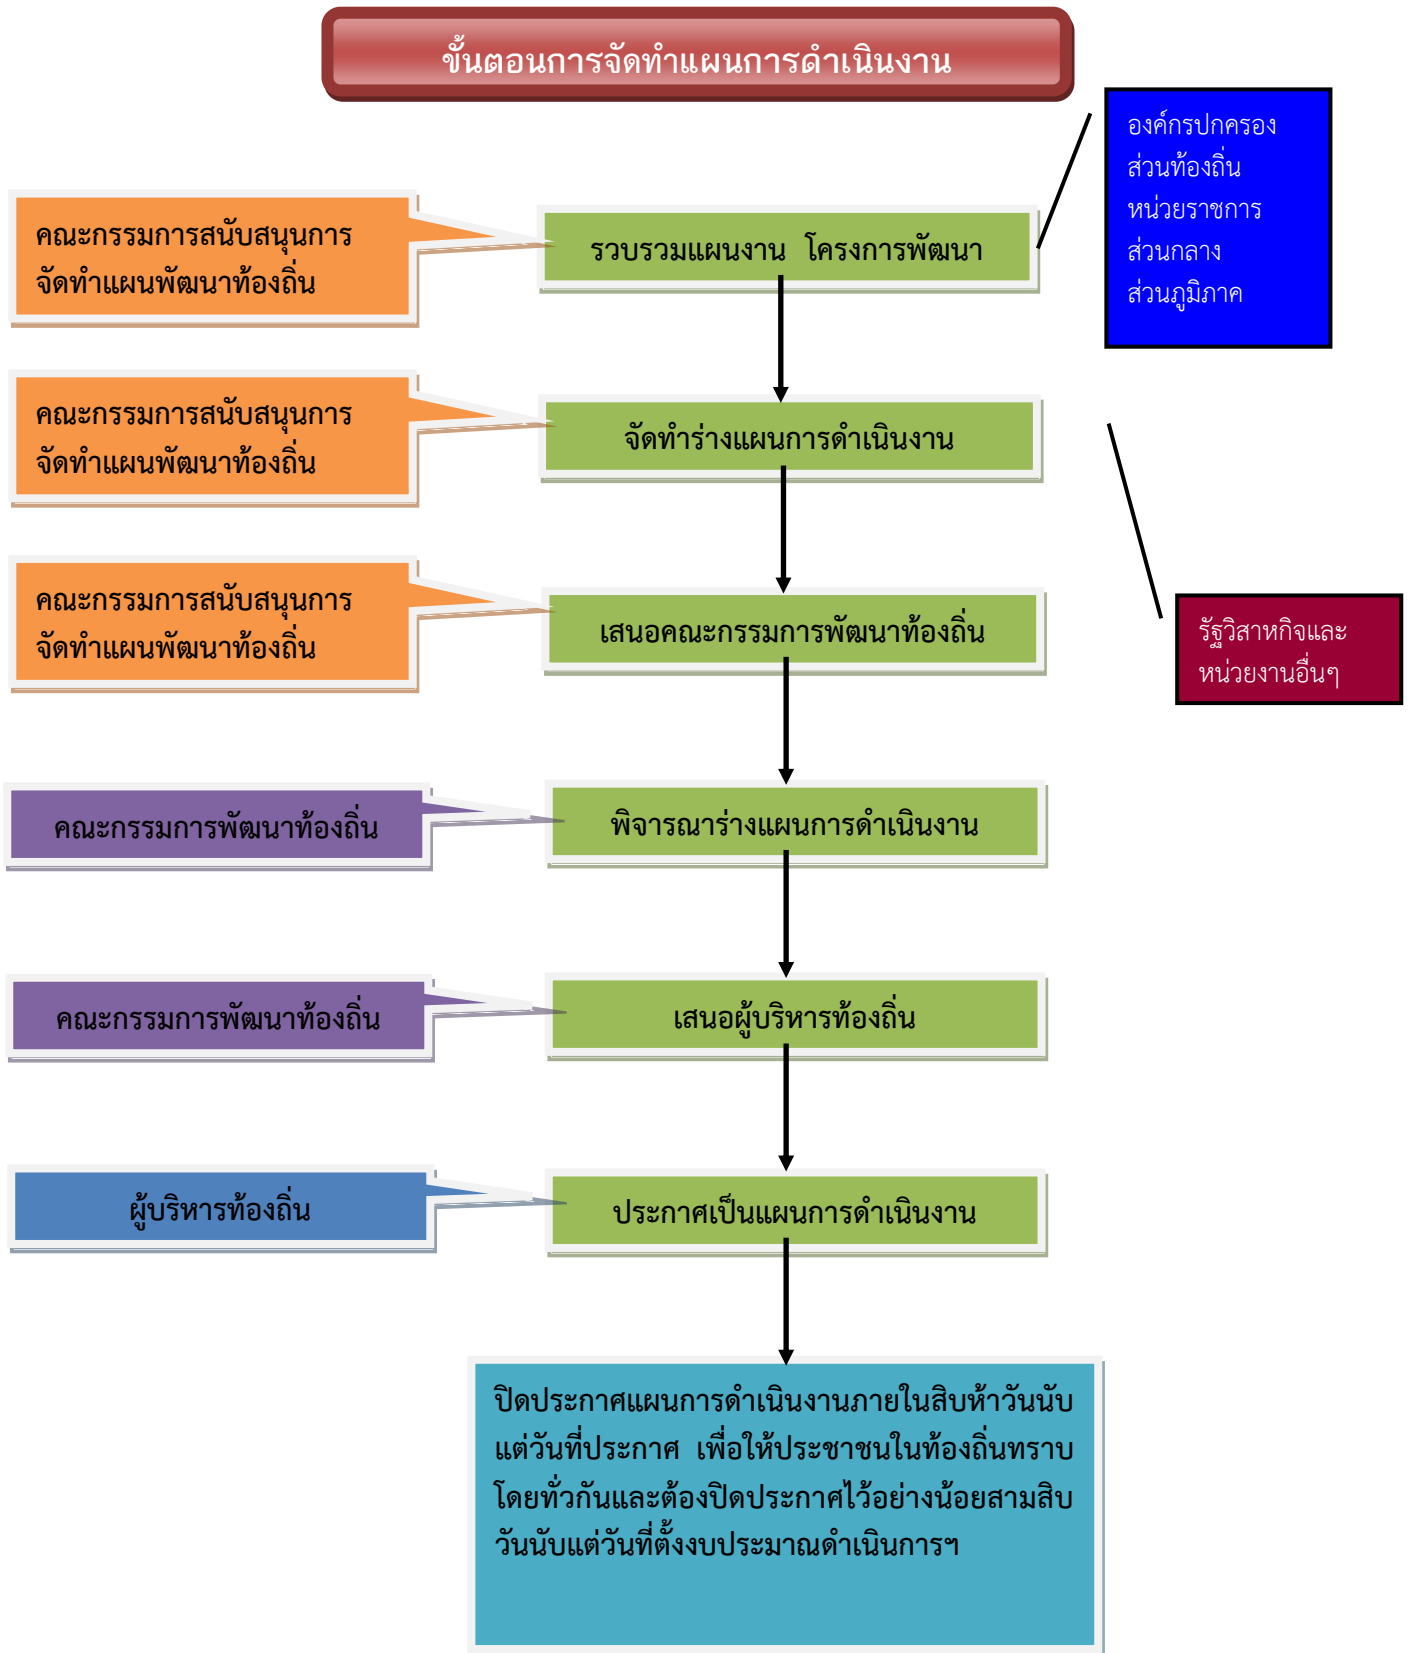 ขั้นตอนการจัดทำแผนการดำเนินงาน
องค์กรปกครอง
ส่วนท้องถิ่น
หน่วยราชการ
ส่วนกลาง
ส่วนภูมิภาค
คณะกรรมการสนับสนุนการ
จัดทำแผนพัฒนาท้องถิ่น
รวบรวมแผนงาน โครงการพัฒนา
คณะกรรมการสนับสนุนการ
จัดทำแผนพัฒนาท้องถิ่น
จัดทำร่างแผนการดำเนินงาน
คณะกรรมการสนับสนุนการ
จัดทำแผนพัฒนาท้องถิ่น
เสนอคณะกรรมการพัฒนาท้องถิ่น
รัฐวิสาหกิจและ
หน่วยงานอื่นๆ
คณะกรรมการพัฒนาท้องถิ่น
พิจารณาร่างแผนการดำเนินงาน
คณะกรรมการพัฒนาท้องถิ่น
เสนอผู้บริหารท้องถิ่น
ผู้บริหารท้องถิ่น
ประกาศเป็นแผนการดำเนินงาน
ปิดประกาศแผนการดำเนินงานภายในสิบห้าวันนับ
แต่วันที่ประกาศ เพื่อให้ประชาชนในท้องถิ่นทราบ
โดยทั่วกันและต้องปิดประกาศไว้อย่างน้อยสามสิบ
วันนับแต่วันที่ตั้งงบประมาณดำเนินการฯ